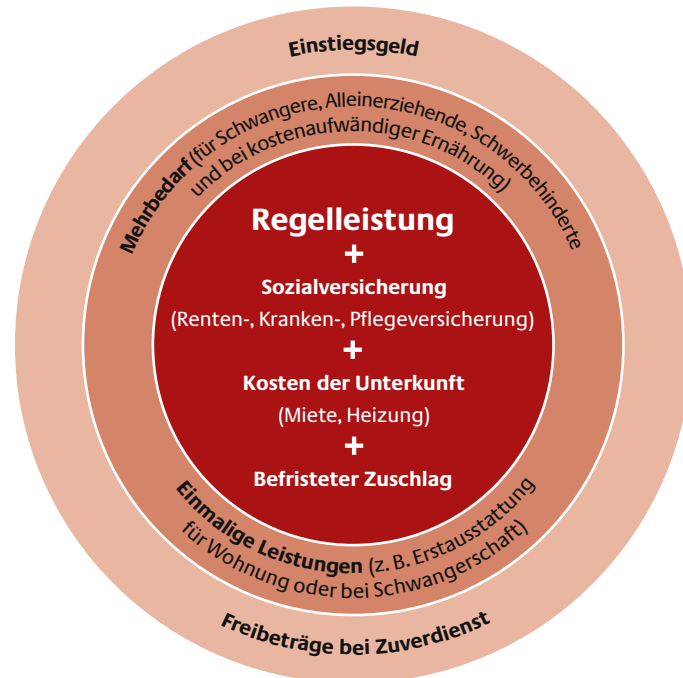 Einstiegsgeld
Mehrbedarf (für Schwangere, Alleinerziehende, Schwerbehinderte
und bei kostenaufwändiger Ernährung)
Regelleistung
+
Sozialversicherung
(Renten-, Kranken-, Pflegeversicherung)
+
Kosten der Unterkunft
(Miete, Heizung)
+
Befristeter Zuschlag
Einmalige Leistungen (z. B. Erstausstattung
für Wohnung oder bei Schwangerschaft)
Freibeträge bei Zuverdienst